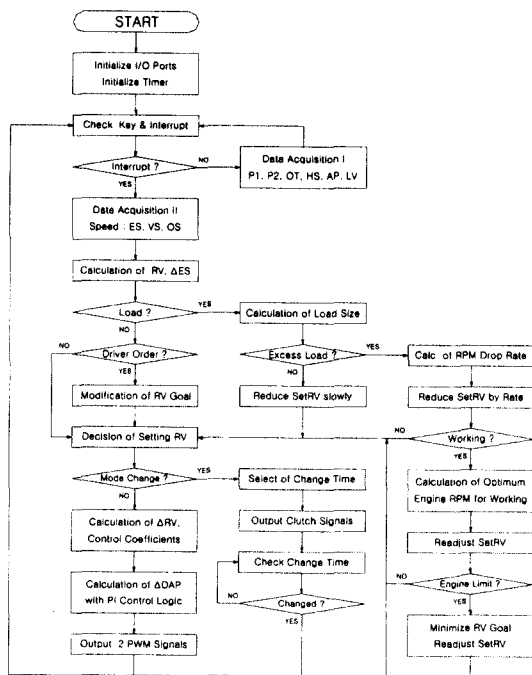 START
Initialize I/O Ports
Initialize Timer
Check Key & Interrupt
Interrupt ?
NO
YES
Data Acquisition I
P1, P2, OT, HS, AP, LV
Data Acquisition II
Speed : ES, VS, OS
Calculation of RV, ΔES
Load ?
YES
NO
Calculation of Load Size
Driver Order ?
NO
YES
Excess Load ?
YES
NO
Calc of RPM Drop Rate
Modification of RV Goal
Reduce SetRV slowly
Reduce SetRV by Rate
Decision of Setting RV
Working ?
NO
YES
Mode Change ?
YES
NO
Select of Change Time
Calculation of Optimum
Engine RPM for Working
Calculation of ΔRV,
Control Coefficients
Output Clutch Signals
Readjust SetRV
Check Change Time
Calculation of ΔDAP
with PI Control Logic
Engine Limit ?
NO
YES
Changed ?
NO
YES
Minimize RV Goal
Readjust SetRV
Output 2 PWM Signals